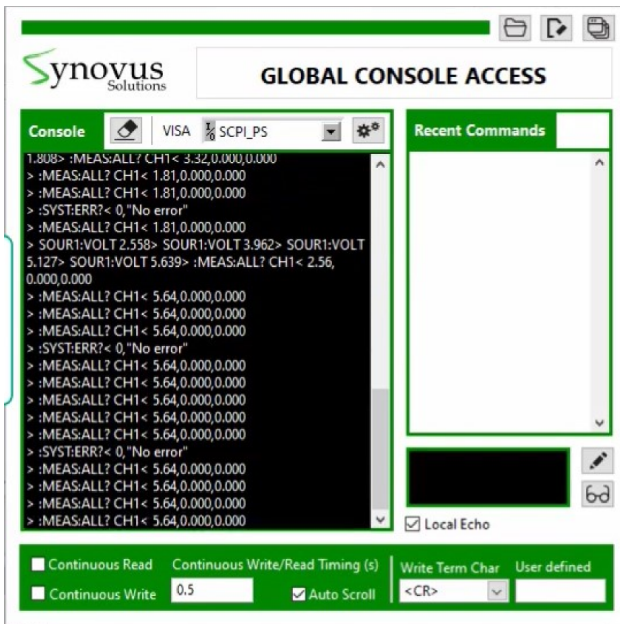 Synovus
Solutions
GLOBAL CONSOLE ACCESS
Console
VISA
SCPI_PS
Recent Commands
1.808> :MEAS:ALL? CH1< 3.32,0.000,0.000
> :MEAS:ALL? CH1< 1.81,0.000,0.000
> :MEAS:ALL? CH1< 1.81,0.000,0.000
> :SYST:ERR?< 0,"No error"
> :MEAS:ALL? CH1< 1.81,0.000,0.000
> SOUR1:VOLT 2.558> SOUR1:VOLT 3.962> SOUR1:VOLT
5.127> SOUR1:VOLT 5.639> :MEAS:ALL? CH1< 2.56,
0.000,0.000
> :MEAS:ALL? CH1< 5.64,0.000,0.000
> :MEAS:ALL? CH1< 5.64,0.000,0.000
> :MEAS:ALL? CH1< 5.64,0.000,0.000
> :SYST:ERR?< 0,"No error"
> :MEAS:ALL? CH1< 5.64,0.000,0.000
> :MEAS:ALL? CH1< 5.64,0.000,0.000
> :MEAS:ALL? CH1< 5.64,0.000,0.000
> :MEAS:ALL? CH1< 5.64,0.000,0.000
> :MEAS:ALL? CH1< 5.64,0.000,0.000
> :SYST:ERR?< 0,"No error"
> :MEAS:ALL? CH1< 5.64,0.000,0.000
> :MEAS:ALL? CH1< 5.64,0.000,0.000
> :MEAS:ALL? CH1< 5.64,0.000,0.000
> :MEAS:ALL? CH1< 5.64,0.000,0.000
Local Echo
Continuous Read
Continuous Write/Read Timing (s)
Write Term Char
User defined
Continuous Write
0.5
Auto Scroll
<CR>